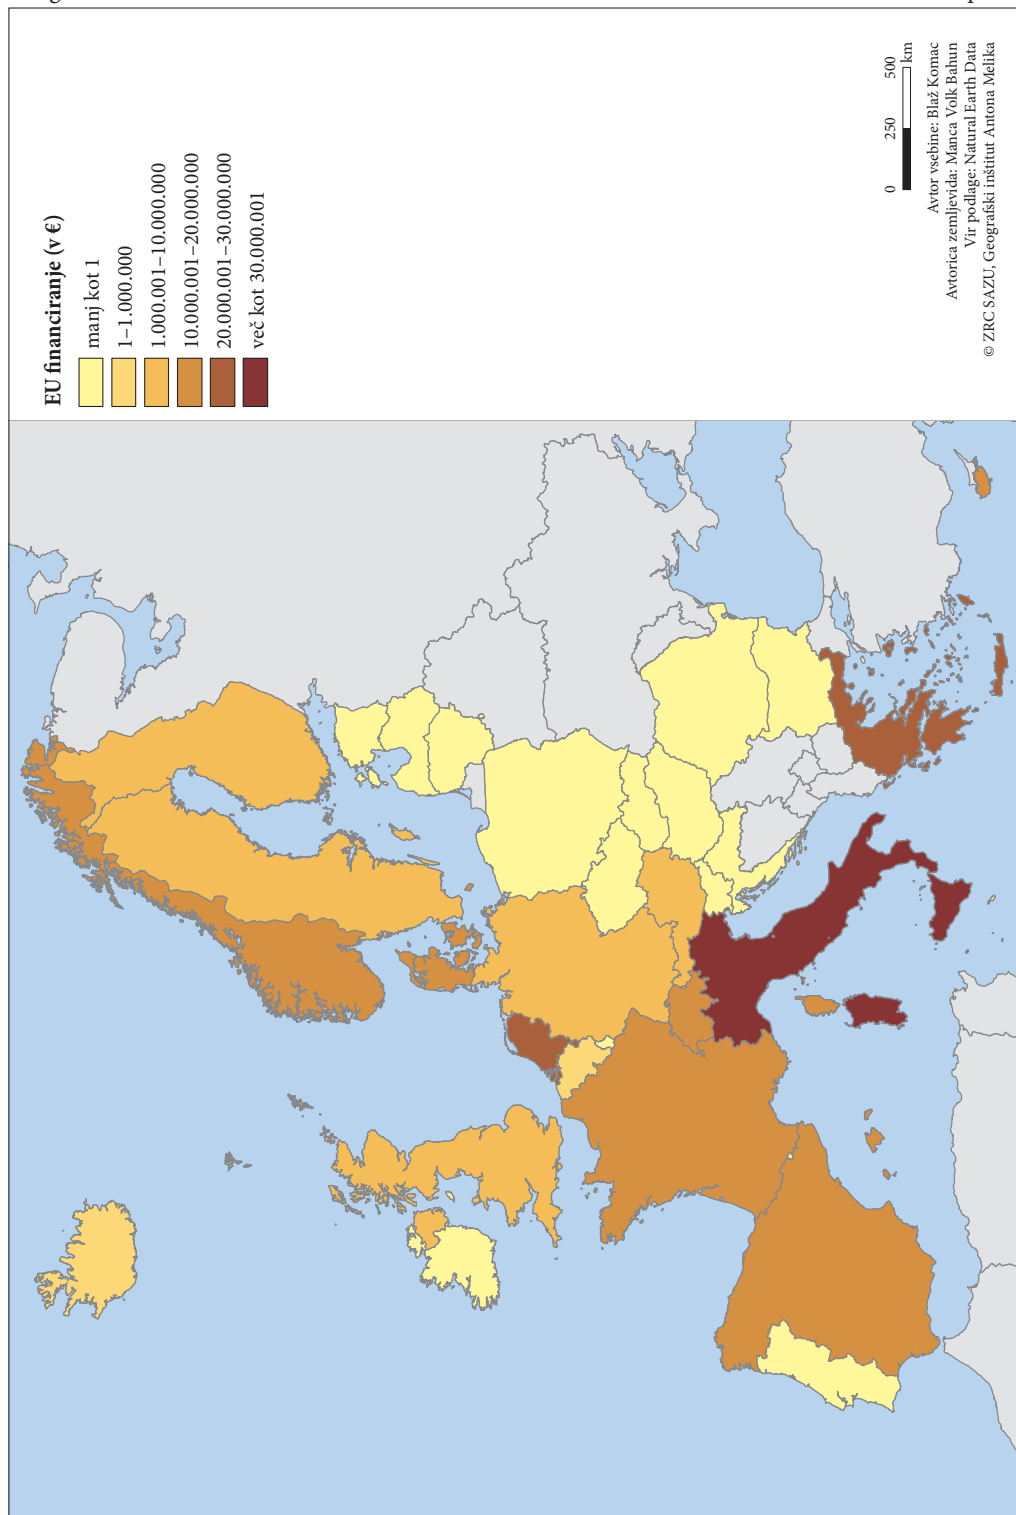 EU financiranje (v €)
manj kot 1
1–1.000.000
1.000.001–10.000.000
10.000.001–20.000.000
20.000.001–30.000.000
več kot 30.000.001
0 250 500
km
Avtor vsebine: Blaž Komac
Avtorica zemljevida: Manca Volk Bahun
Vir podlage: Natural Earth Data
© ZRC SAZU, Geografski inštitut Antona Melika